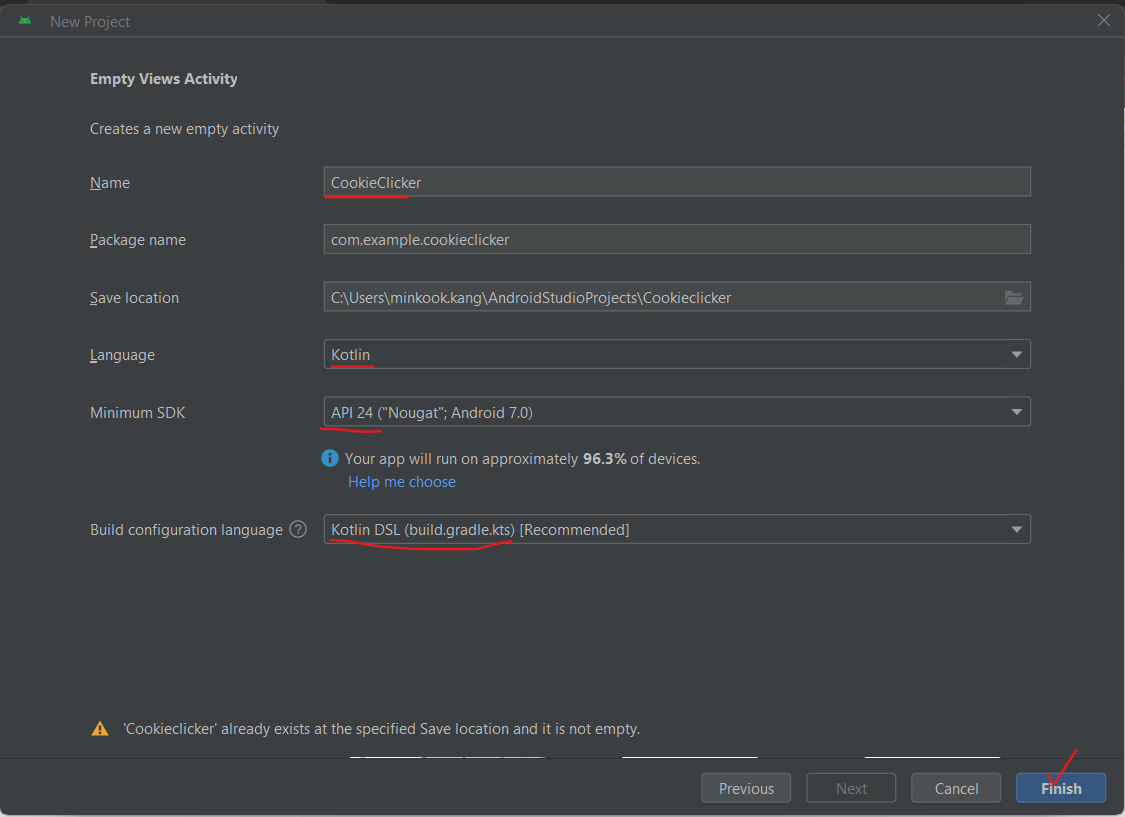 New Project
Empty Views Activity
Creates a new empty activity
Name CookieClicker
Package name com.example.cookieclicker
Save location C:\Users\minkook.kang\AndroidStudioProjects\Cookieclicker
Language Kotlin
Minimum SDK API 24 ("Nougat"; Android 7.0)
Your app will run on approximately 96.3% of devices.
Help me choose
Build configuration language ? Kotlin DSL (build.gradle.kts) [Recommended]
'Cookieclicker' already exists at the specified Save location and it is not empty.
Previous Next Cancel Finish